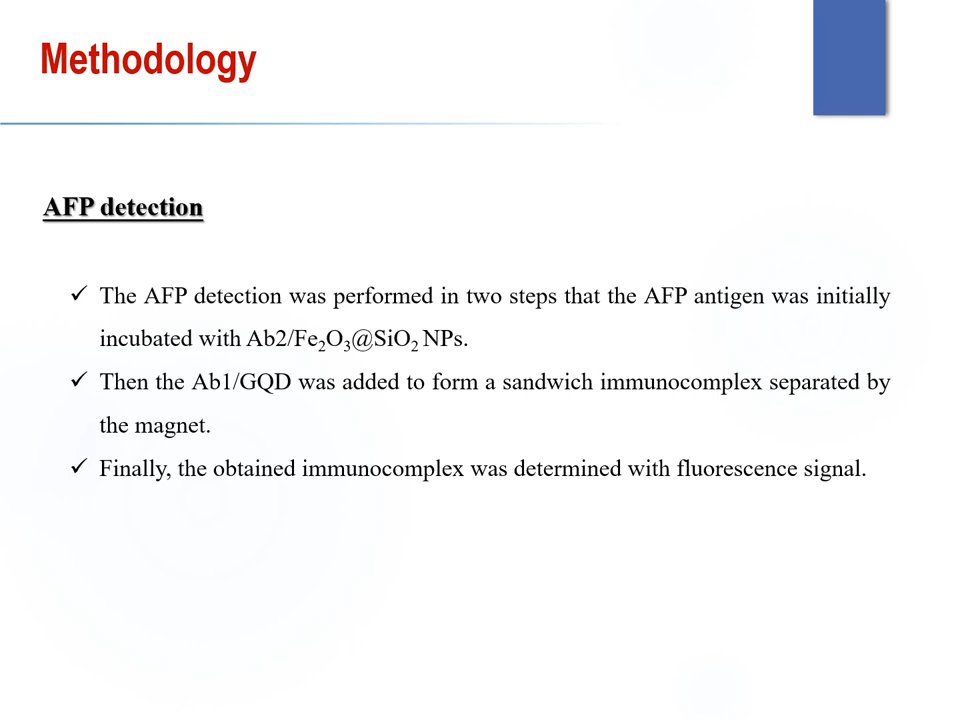 Methodology
AFP detection
✓ The AFP detection was performed in two steps that the AFP antigen was initially
incubated with Ab2/Fe₂O₃@SiO₂ NPs.
✓ Then the Ab1/GQD was added to form a sandwich immunocomplex separated by
the magnet.
✓ Finally, the obtained immunocomplex was determined with fluorescence signal.